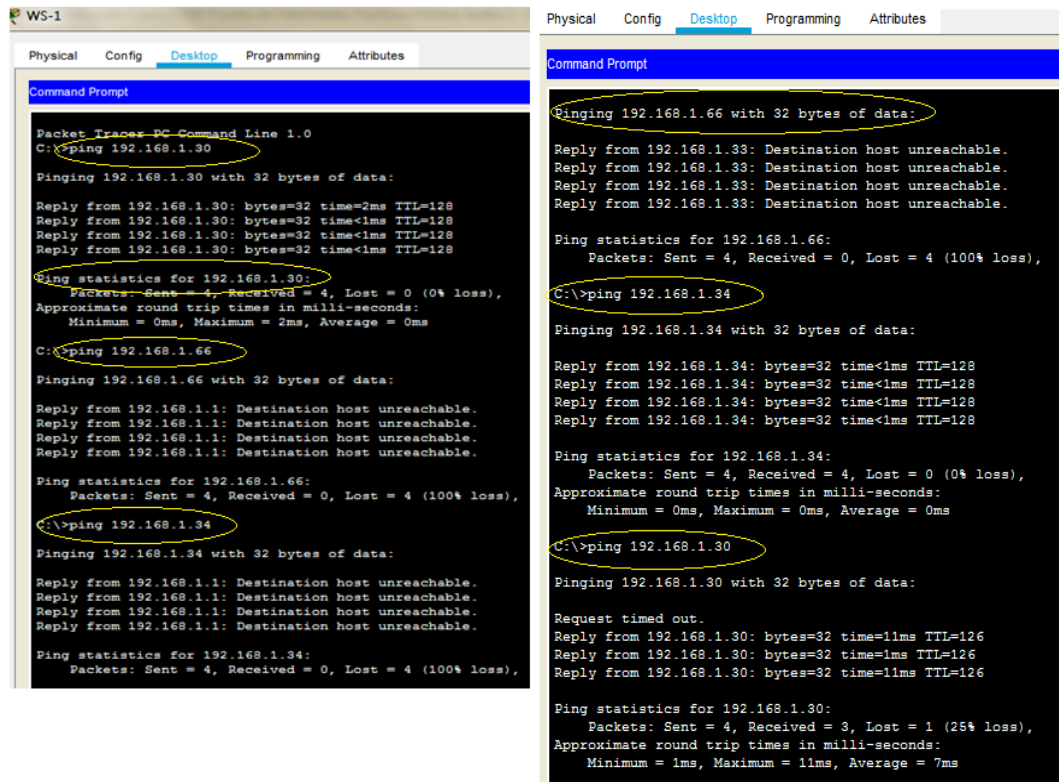 WS-1
Physical Config Desktop Programming Attributes
Command Prompt
Packet Tracer PC Command Line 1.0
C:\>ping 192.168.1.30
Pinging 192.168.1.30 with 32 bytes of data:
Reply from 192.168.1.30: bytes=32 time=2ms TTL=128
Reply from 192.168.1.30: bytes=32 time<1ms TTL=128
Reply from 192.168.1.30: bytes=32 time<1ms TTL=128
Reply from 192.168.1.30: bytes=32 time<1ms TTL=128
Ping statistics for 192.168.1.30:
Packets: Sent = 4, Received = 4, Lost = 0 (0% loss),
Approximate round trip times in milli-seconds:
Minimum = 0ms, Maximum = 2ms, Average = 0ms
C:\>ping 192.168.1.66
Pinging 192.168.1.66 with 32 bytes of data:
Reply from 192.168.1.1: Destination host unreachable.
Reply from 192.168.1.1: Destination host unreachable.
Reply from 192.168.1.1: Destination host unreachable.
Reply from 192.168.1.1: Destination host unreachable.
Ping statistics for 192.168.1.66:
Packets: Sent = 4, Received = 0, Lost = 4 (100% loss),
C:\>ping 192.168.1.34
Pinging 192.168.1.34 with 32 bytes of data:
Reply from 192.168.1.1: Destination host unreachable.
Reply from 192.168.1.1: Destination host unreachable.
Reply from 192.168.1.1: Destination host unreachable.
Reply from 192.168.1.1: Destination host unreachable.
Ping statistics for 192.168.1.34:
Packets: Sent = 4, Received = 0, Lost = 4 (100% loss),
Physical Config Desktop Programming Attributes
Command Prompt
Pinging 192.168.1.66 with 32 bytes of data:
Reply from 192.168.1.33: Destination host unreachable.
Reply from 192.168.1.33: Destination host unreachable.
Reply from 192.168.1.33: Destination host unreachable.
Reply from 192.168.1.33: Destination host unreachable.
Ping statistics for 192.168.1.66:
Packets: Sent = 4, Received = 0, Lost = 4 (100% loss),
C:\>ping 192.168.1.34
Pinging 192.168.1.34 with 32 bytes of data:
Reply from 192.168.1.34: bytes=32 time<1ms TTL=128
Reply from 192.168.1.34: bytes=32 time<1ms TTL=128
Reply from 192.168.1.34: bytes=32 time<1ms TTL=128
Reply from 192.168.1.34: bytes=32 time<1ms TTL=128
Ping statistics for 192.168.1.34:
Packets: Sent = 4, Received = 4, Lost = 0 (0% loss),
Approximate round trip times in milli-seconds:
Minimum = 0ms, Maximum = 0ms, Average = 0ms
C:\>ping 192.168.1.30
Pinging 192.168.1.30 with 32 bytes of data:
Request timed out.
Reply from 192.168.1.30: bytes=32 time=11ms TTL=126
Reply from 192.168.1.30: bytes=32 time=1ms TTL=126
Reply from 192.168.1.30: bytes=32 time=11ms TTL=126
Ping statistics for 192.168.1.30:
Packets: Sent = 4, Received = 3, Lost = 1 (25% loss),
Approximate round trip times in milli-seconds:
Minimum = 1ms, Maximum = 11ms, Average = 7ms